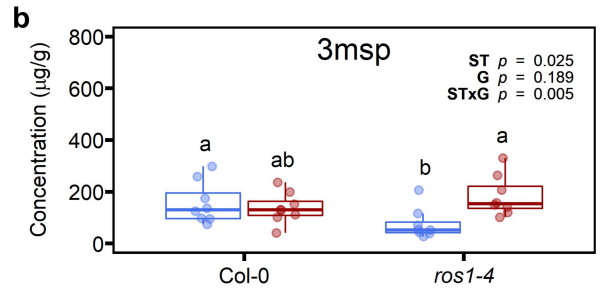 b
3msp
ST p = 0.025
G p = 0.189
STxG p = 0.005
Concentration (µg/g)
800
600
400
200
0
a
ab
b
a
Col-0
ros1-4